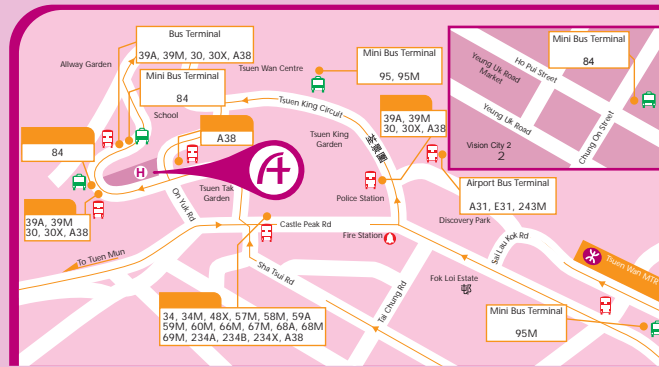 Bus Terminal
39A, 39M, 30, 30X, A38
Allway Garden
Mini Bus Terminal
84
School
Tsuen Wan Centre
Mini Bus Terminal
95, 95M
Mini Bus Terminal
84
Ho Pui Street
Yeung Uk Road
Market
Yeung Uk Road
Chung On Street
Vision City 2
2
Tsuen King Circuit
39A, 39M
30, 30X, A38
Tsuen King
Garden
荃景圍
A38
84
H
Airport Bus Terminal
A31, E31, 243M
Police Station
Tsuen Tak
Garden
On Yuk Rd
39A, 39M
30, 30X, A38
Castle Peak Rd
Discovery Park
Fire Station
Sai Lau Kok Rd
Tsuen Wan MTR
To Tuen Mun
Sha Tsui Rd
Tai Chung Rd
Fok Loi Estate
34, 34M, 48X, 57M, 58M, 59A
59M, 60M, 66M, 67M, 68A, 68M
69M, 234A, 234B, 234X, A38
Mini Bus Terminal
95M